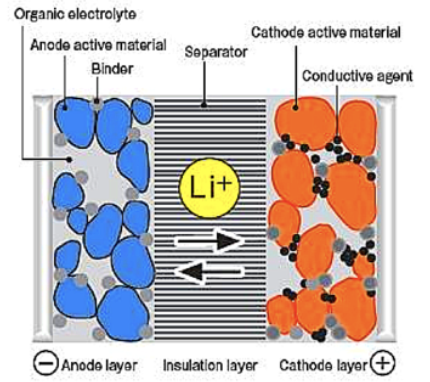 Organic electrolyte
Anode active material
Binder
Separator
Cathode active material
Conductive agent
Li+
− Anode layer
Insulation layer
Cathode layer +